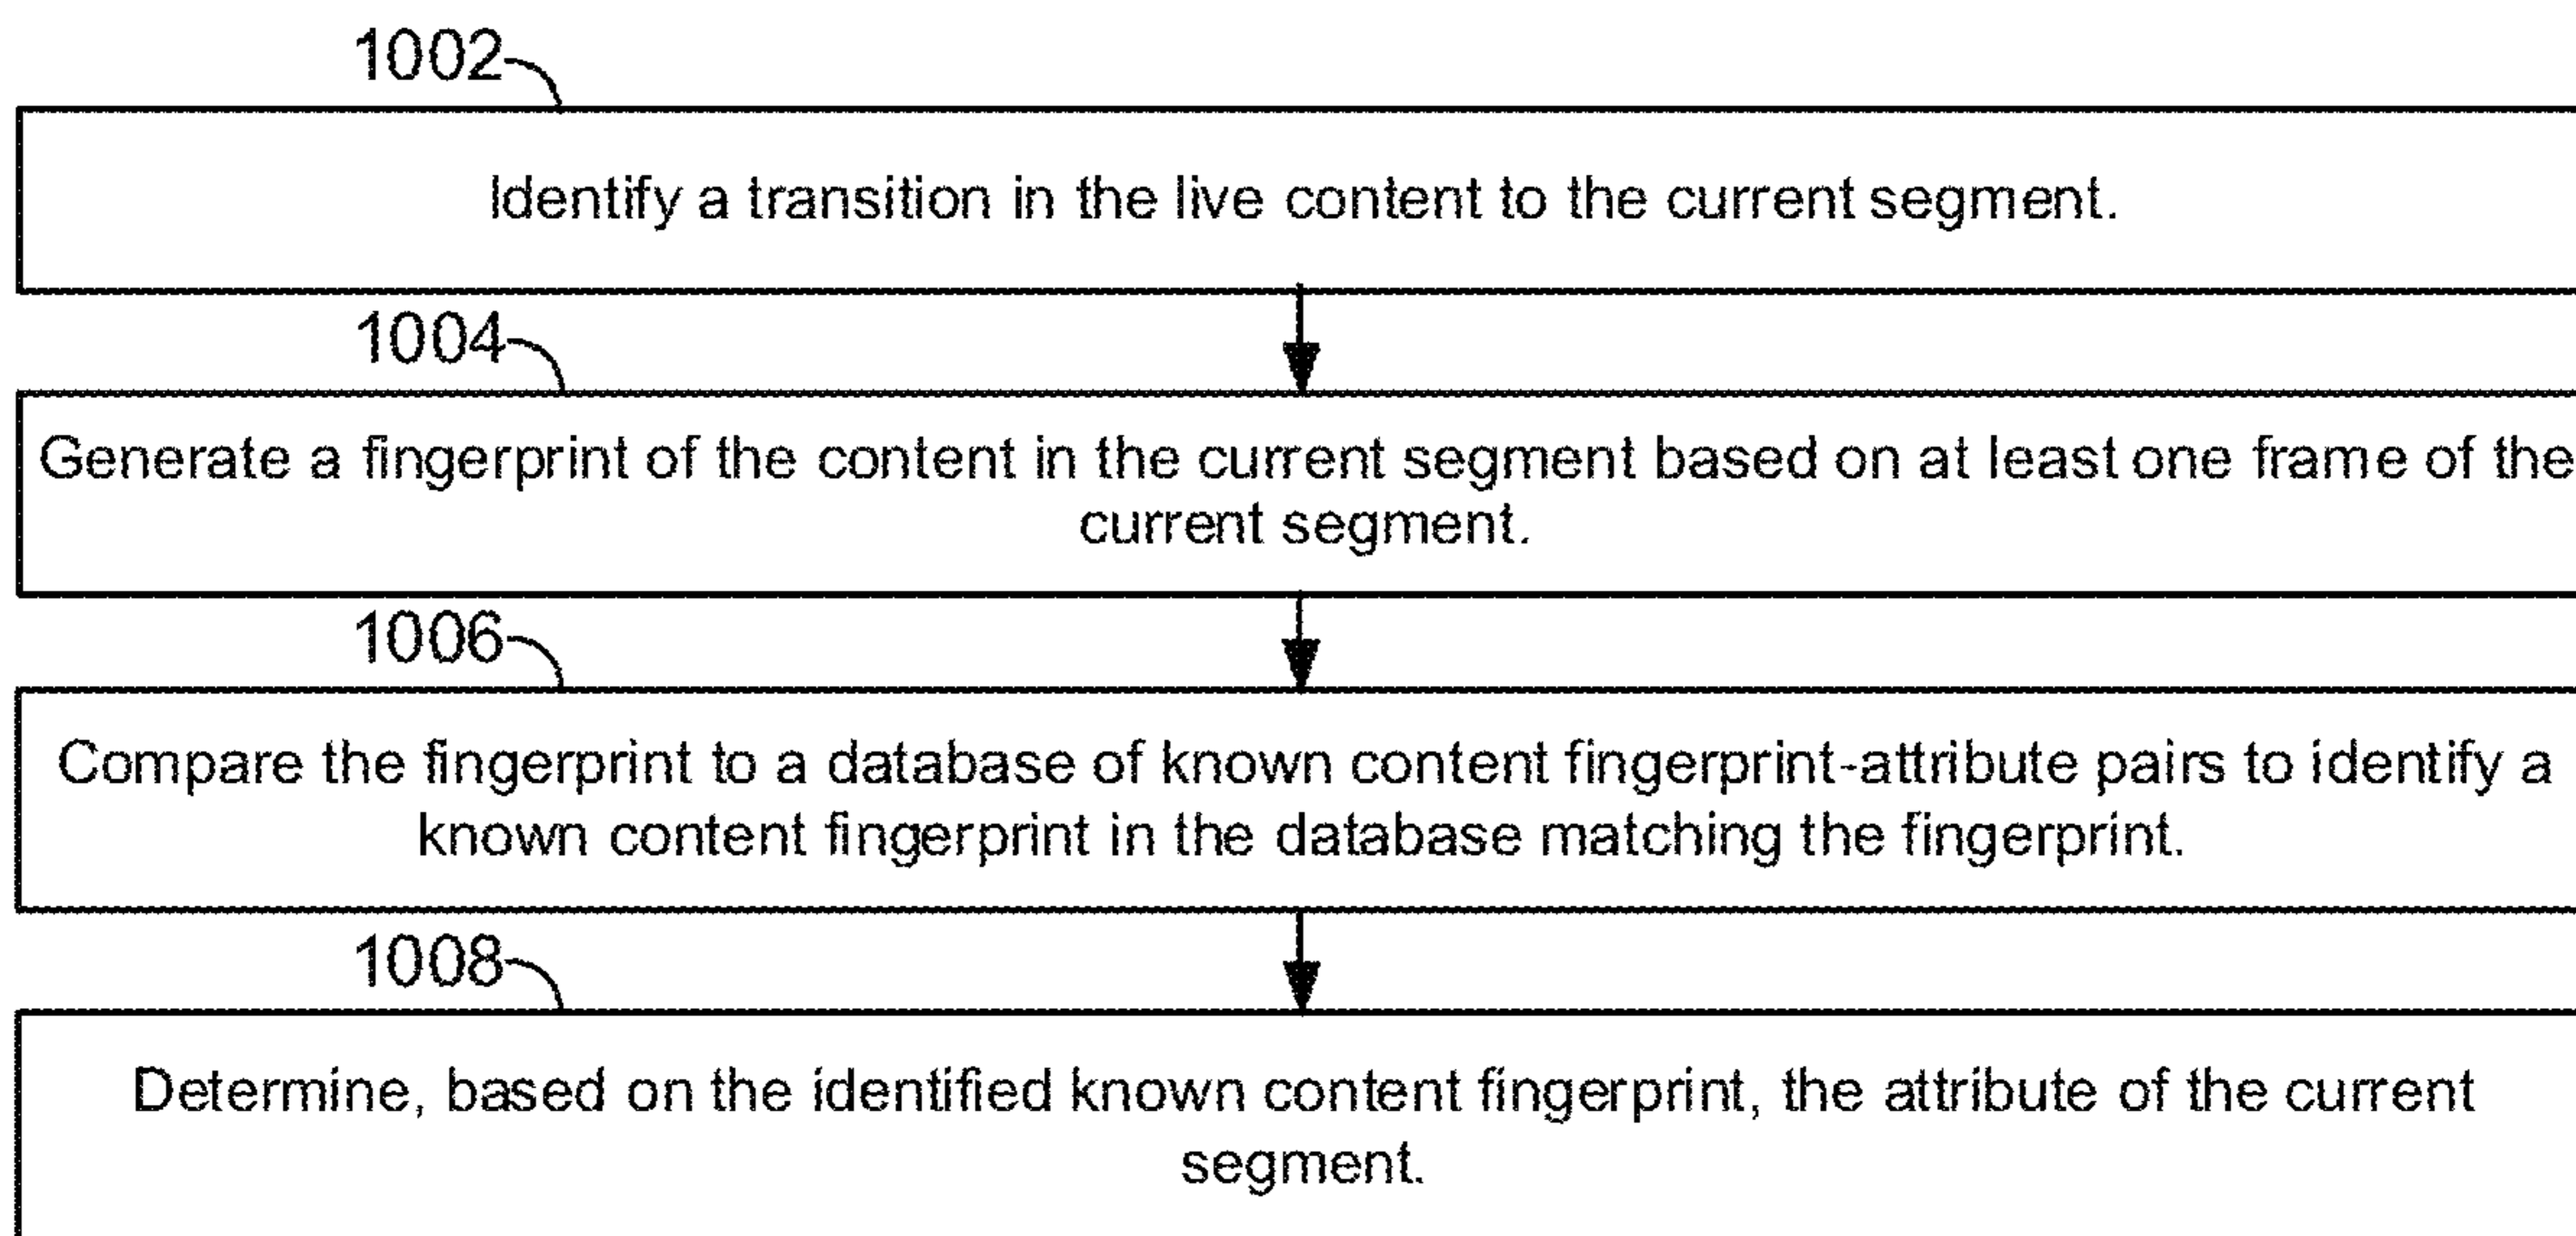 1002
Identify a transition in the live content to the current segment.
1004
Generate a fingerprint of the content in the current segment based on at least one frame of the
current segment.
1006
Compare the fingerprint to a database of known content fingerprint-attribute pairs to identify a
known content fingerprint in the database matching the fingerprint.
1008
Determine, based on the identified known content fingerprint, the attribute of the current
segment.